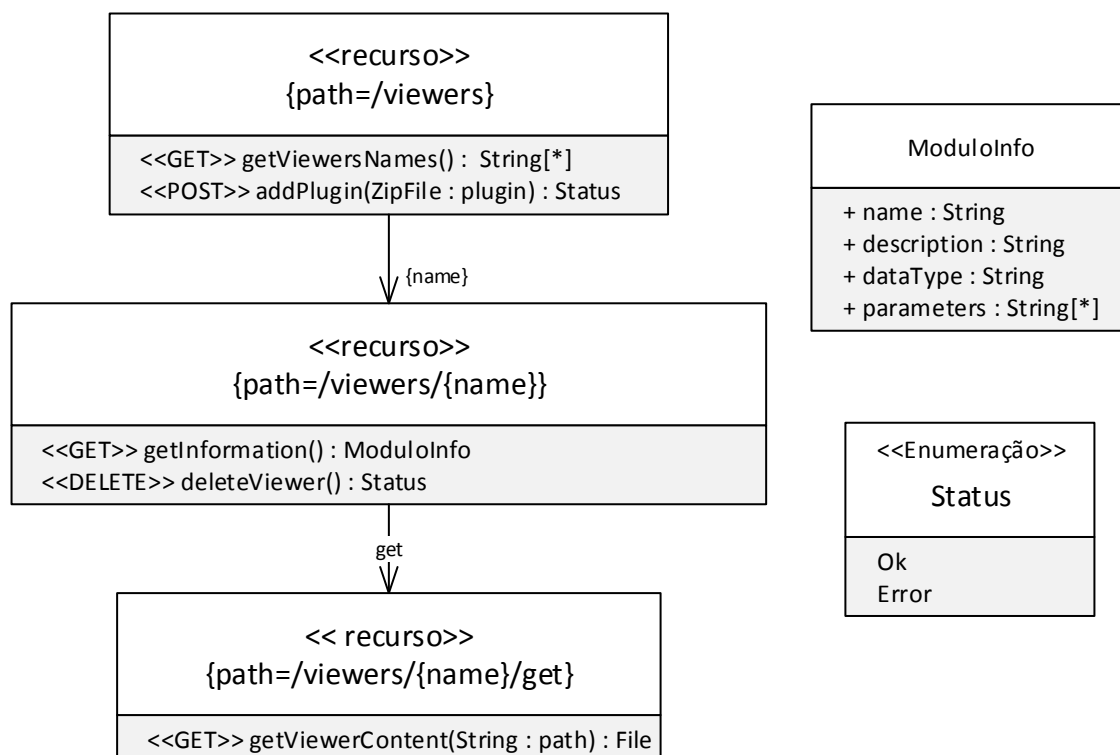 <<recurso>>
{path=/viewers}
<<GET>> getViewersNames() : String[*]
<<POST>> addPlugin(ZipFile : plugin) : Status
{name}
<<recurso>>
{path=/viewers/{name}}
<<GET>> getInformation() : ModuloInfo
<<DELETE>> deleteViewer() : Status
get
<< recurso>>
{path=/viewers/{name}/get}
<<GET>> getViewerContent(String : path) : File
ModuloInfo
+ name : String
+ description : String
+ dataType : String
+ parameters : String[*]
<<Enumeração>>
Status
Ok
Error